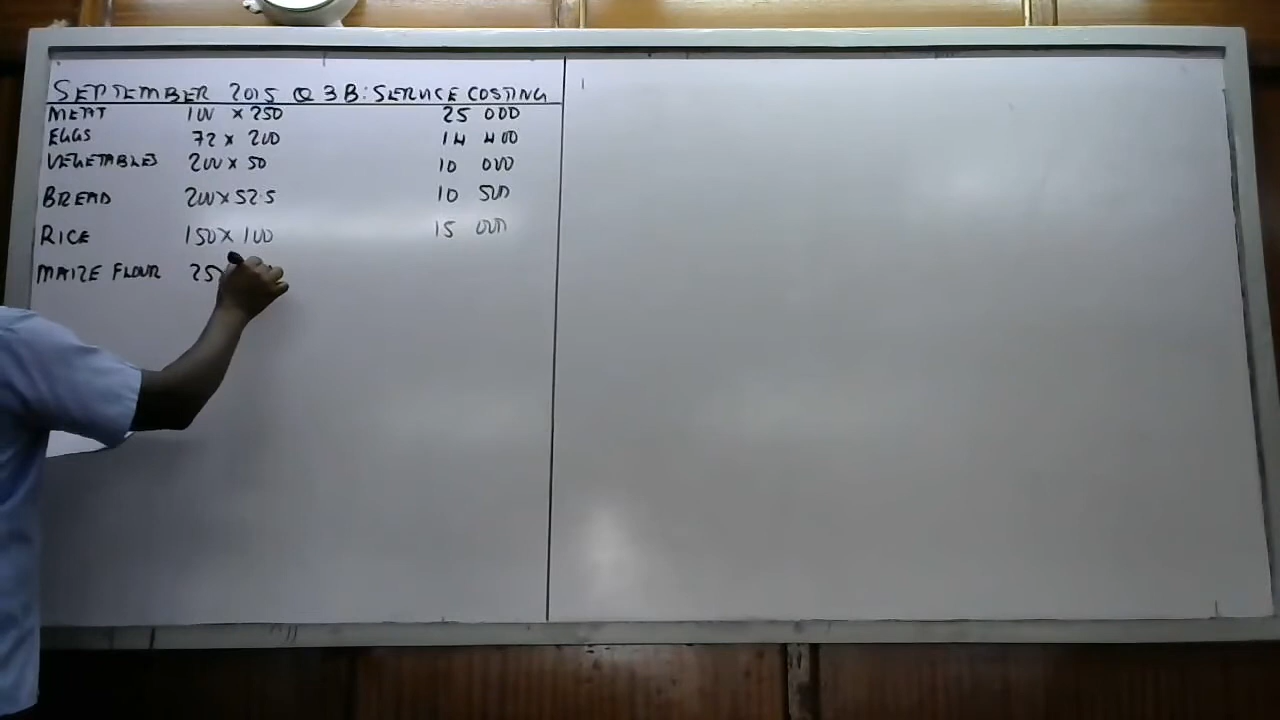 SEPTEMBER 2015 Q 3B: SERVICE COSTING
MEAT 100 × 250 25 000
EGGS 72 × 200 14 400
VEGETABLES 200 × 50 10 000
BREAD 200 × 52.5 10 500
RICE 150 × 100 15 000
MAIZE FLOUR 25